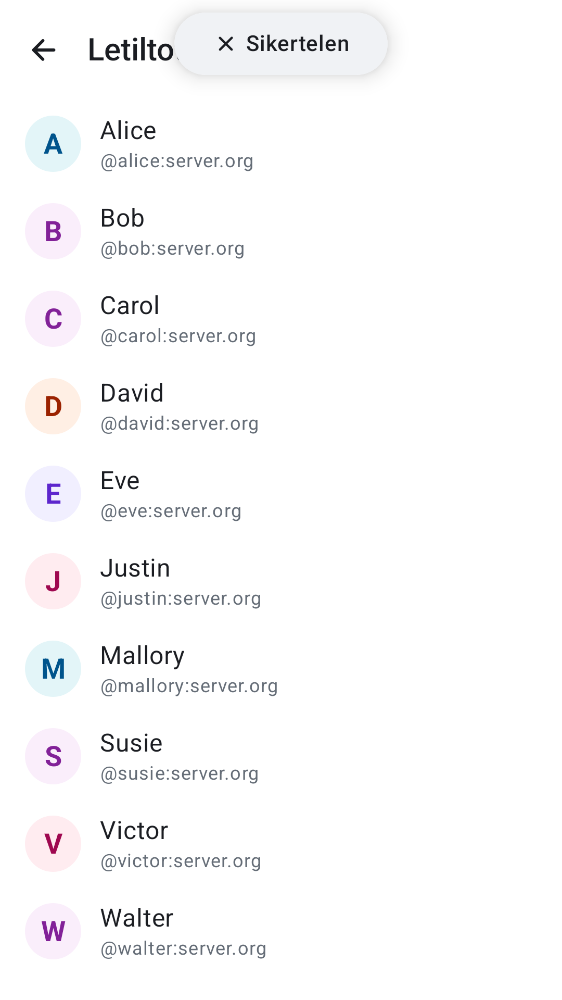 Letilto
Sikertelen
A
Alice
@alice:server.org
B
Bob
@bob:server.org
C
Carol
@carol:server.org
D
David
@david:server.org
E
Eve
@eve:server.org
J
Justin
@justin:server.org
M
Mallory
@mallory:server.org
S
Susie
@susie:server.org
V
Victor
@victor:server.org
W
Walter
@walter:server.org